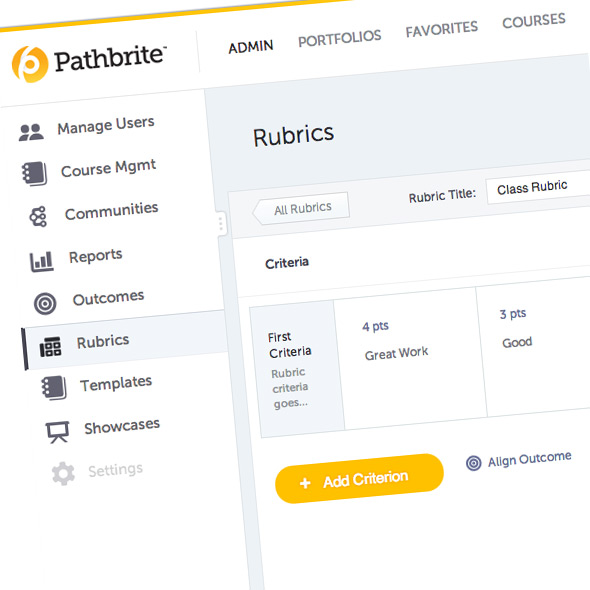 Pathbrite™
ADMIN PORTFOLIOS FAVORITES COURSES
Manage Users
Course Mgmt
Communities
Reports
Outcomes
Rubrics
Templates
Showcases
Settings
Rubrics
All Rubrics
Rubric Title: Class Rubric
Criteria
First
Criteria
Rubric
criteria
goes...
4 pts
Great Work
3 pts
Good
+ Add Criterion
Align Outcome